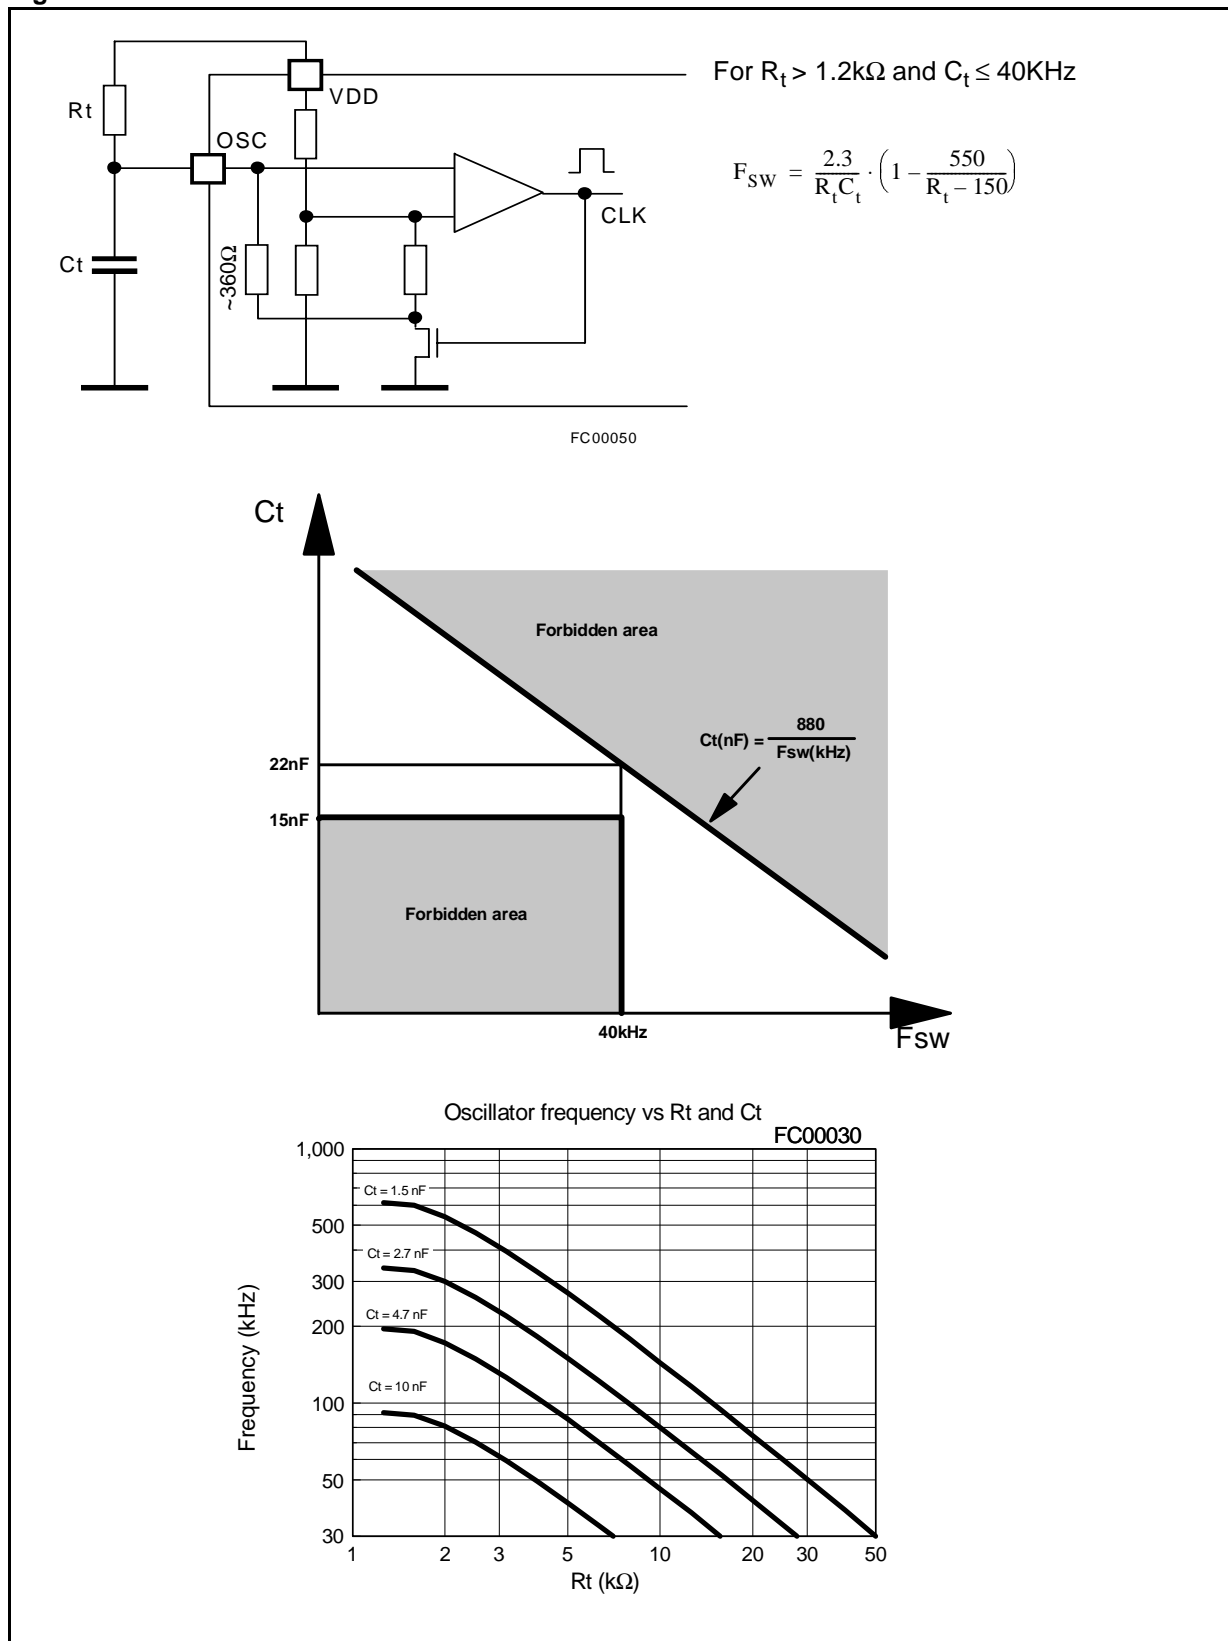 For Rt > 1.2kΩ and Ct ≤ 40KHz
FSW = 2.3 / RtCt · (1 − 550 / Rt − 150)
VDD
Rt
OSC
CLK
Ct
~360Ω
FC00050
Ct
Forbidden area
Ct(nF) = 880 / Fsw(kHz)
22nF
15nF
Forbidden area
40kHz
Fsw
Oscillator frequency vs Rt and Ct
FC00030
1,000
Ct = 1.5 nF
500
Ct = 2.7 nF
300
Ct = 4.7 nF
200
Ct = 10 nF
100
50
30
Frequency (kHz)
1 2 3 5 10 20 30 50
Rt (kΩ)